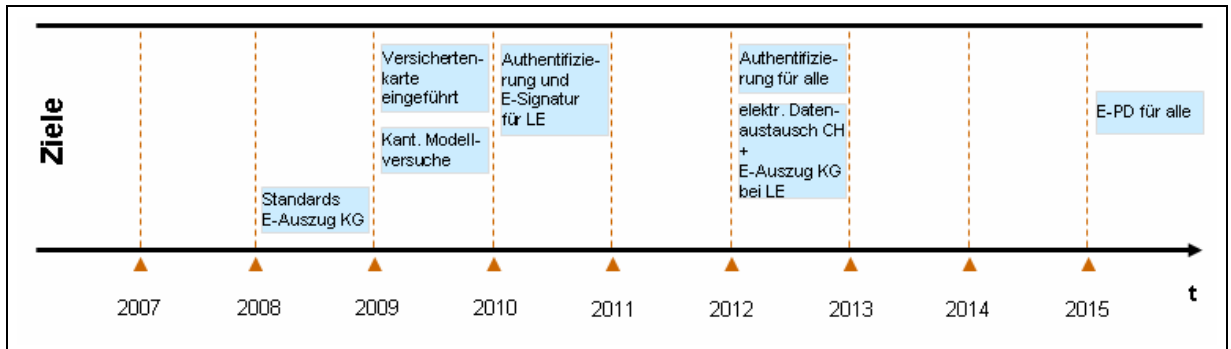 Ziele
Standards
E-Auszug KG
Versicherten-
karte
eingeführt
Kant. Modell-
versuche
Authentifizie-
rung und
E-Signatur
für LE
Authentifizie-
rung für alle
elektr. Daten-
austausch CH
+
E-Auszug KG
bei LE
E-PD für alle
2007
2008
2009
2010
2011
2012
2013
2014
2015
t